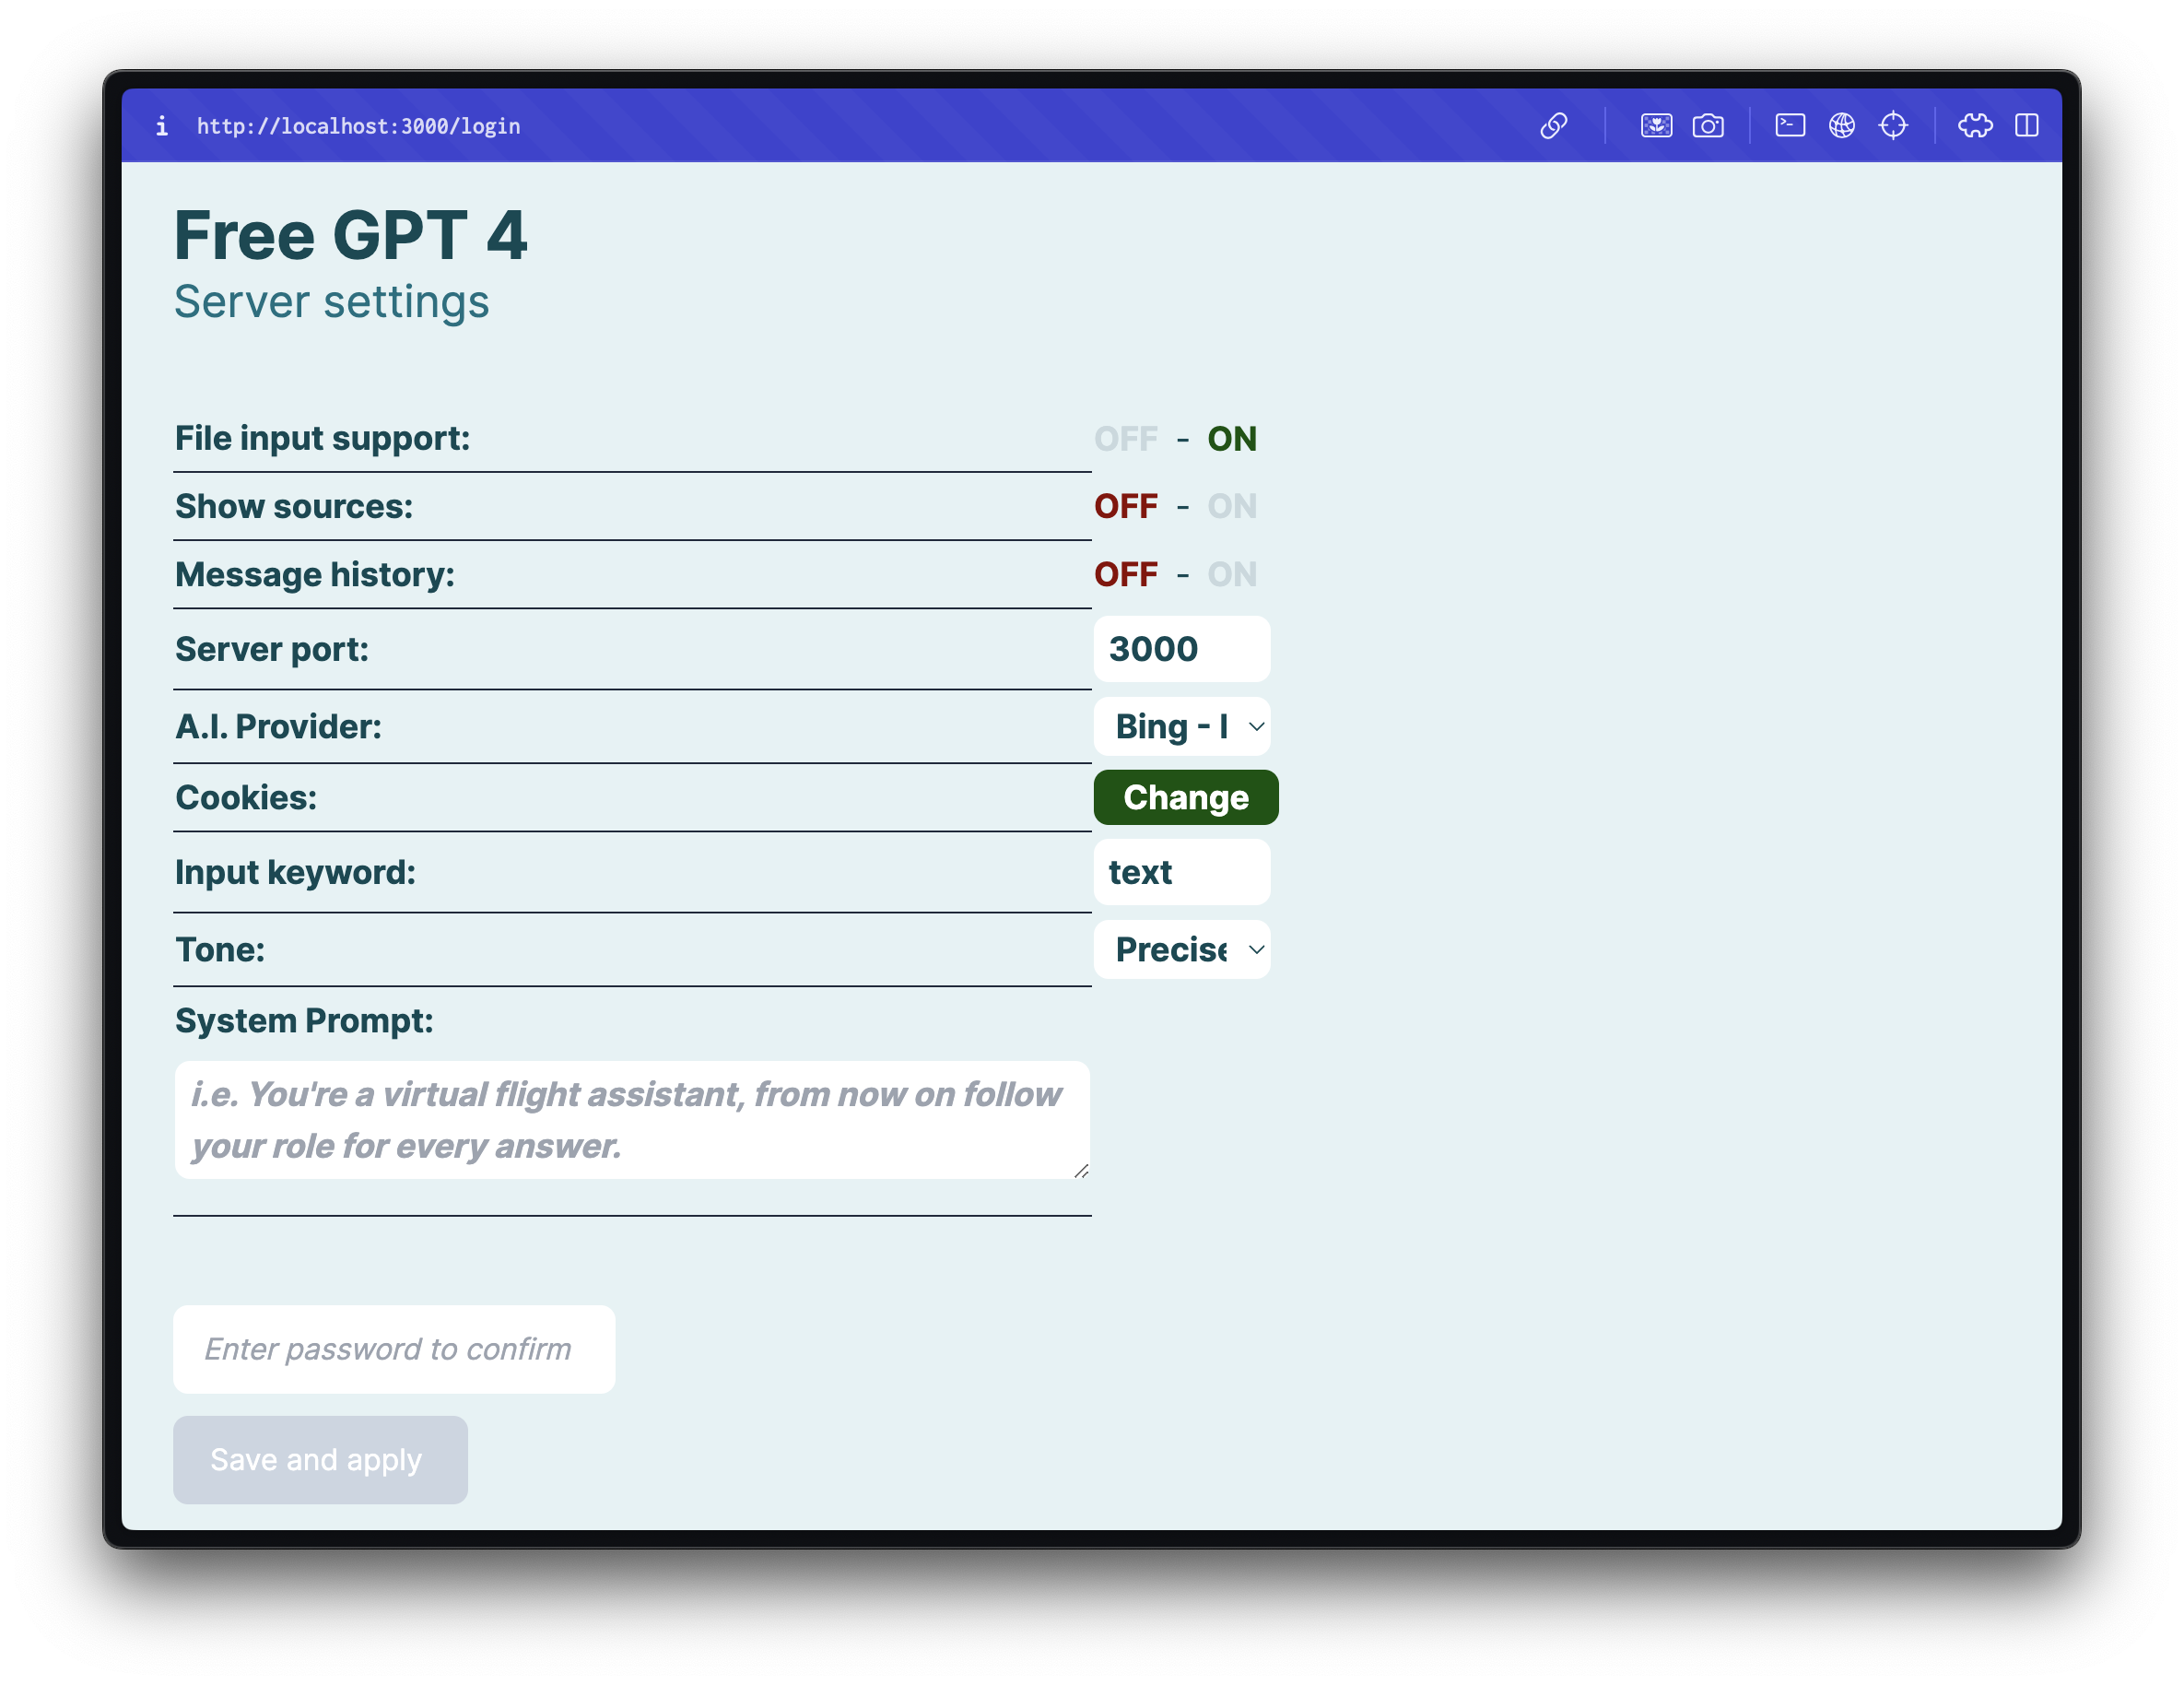 http://localhost:3000/login
Free GPT 4
Server settings
File input support: OFF - ON
Show sources: OFF - ON
Message history: OFF - ON
Server port: 3000
A.I. Provider: Bing -
Cookies: Change
Input keyword: text
Tone: Precise
System Prompt:
i.e. You're a virtual flight assistant, from now on follow
your role for every answer.
Enter password to confirm
Save and apply